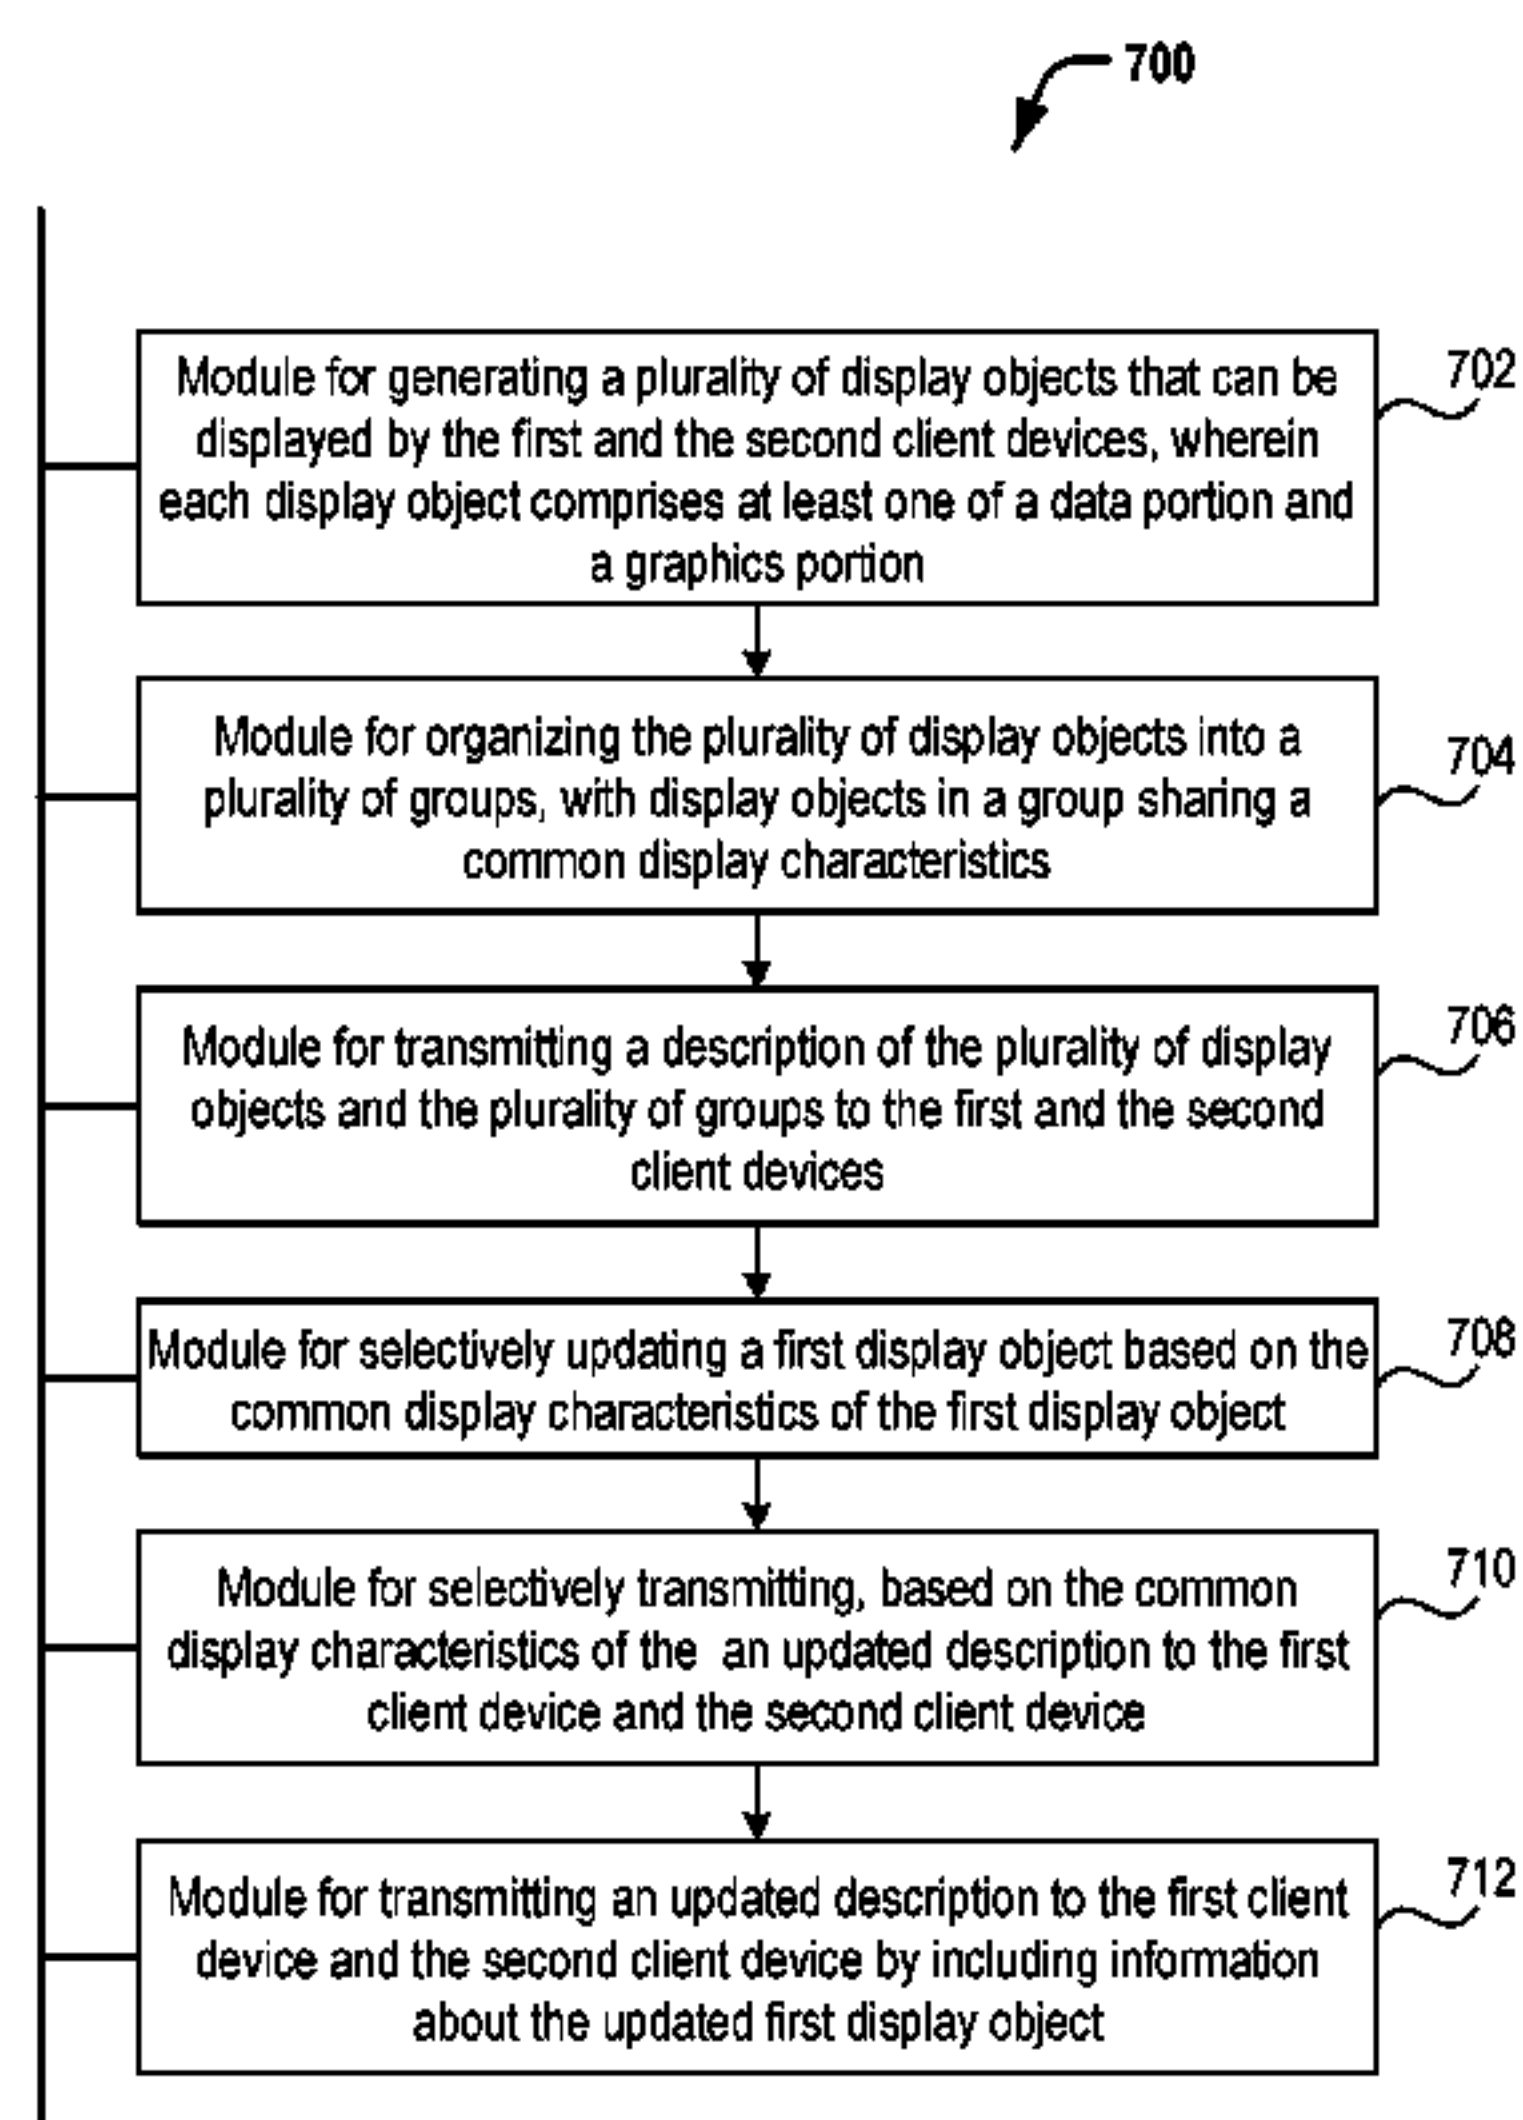 700
Module for generating a plurality of display objects that can be
displayed by the first and the second client devices, wherein
each display object comprises at least one of a data portion and
a graphics portion
702
Module for organizing the plurality of display objects into a
plurality of groups, with display objects in a group sharing a
common display characteristics
704
Module for transmitting a description of the plurality of display
objects and the plurality of groups to the first and the second
client devices
706
Module for selectively updating a first display object based on the
common display characteristics of the first display object
708
Module for selectively transmitting, based on the common
display characteristics of the an updated description to the first
client device and the second client device
710
Module for transmitting an updated description to the first client
device and the second client device by including information
about the updated first display object
712